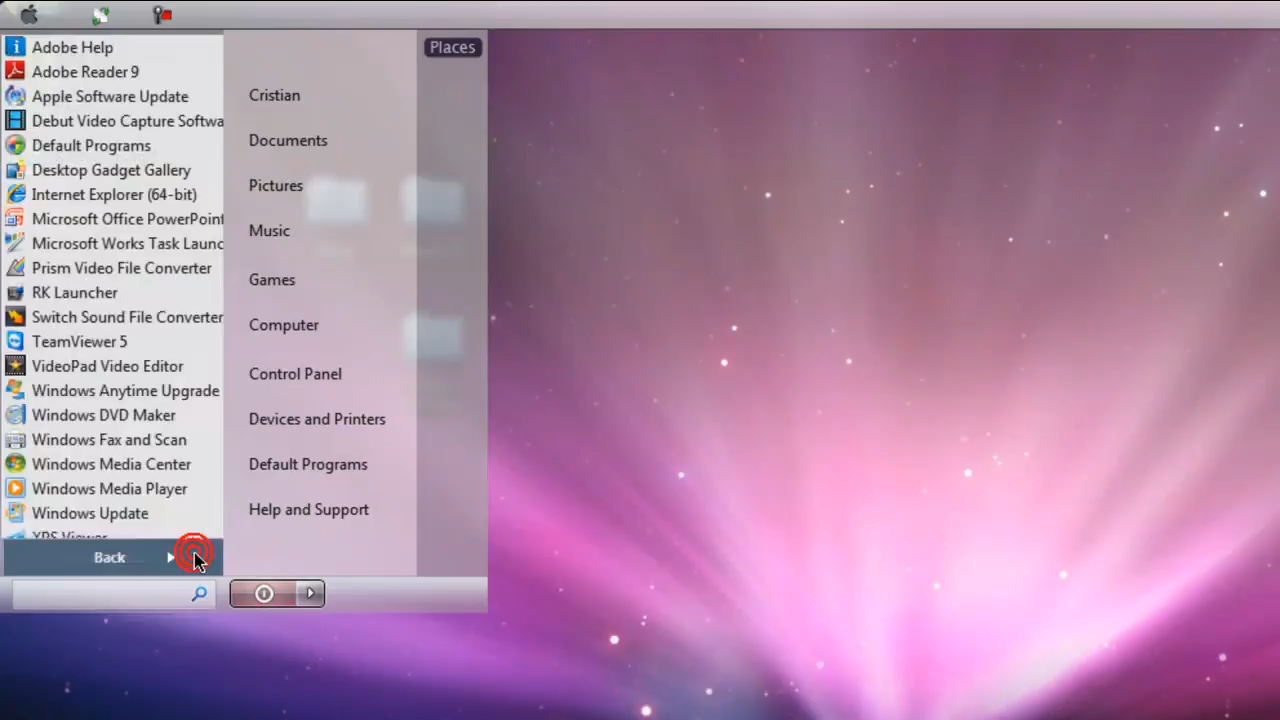 Places
Adobe Help
Adobe Reader 9
Apple Software Update
Debut Video Capture Softwa
Default Programs
Desktop Gadget Gallery
Internet Explorer (64-bit)
Microsoft Office PowerPoint
Microsoft Works Task Launc
Prism Video File Converter
RK Launcher
Switch Sound File Converter
TeamViewer 5
VideoPad Video Editor
Windows Anytime Upgrade
Windows DVD Maker
Windows Fax and Scan
Windows Media Center
Windows Media Player
Windows Update
XPS Viewer
Back
Cristian
Documents
Pictures
Music
Games
Computer
Control Panel
Devices and Printers
Default Programs
Help and Support